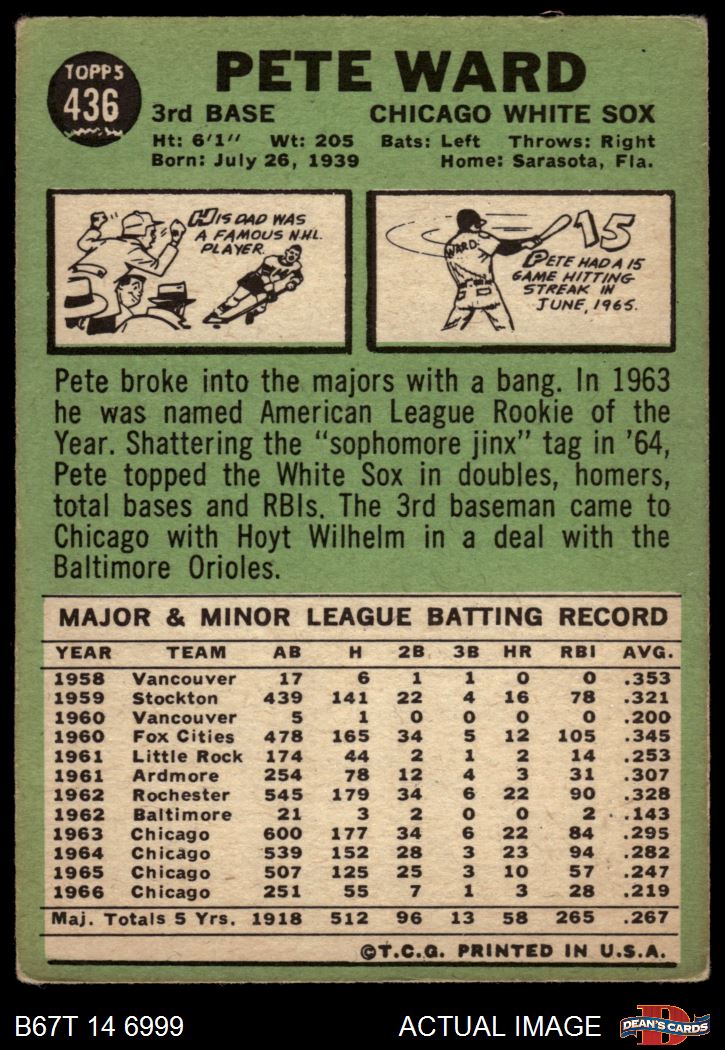 TOPPS
436
PETE WARD
3rd BASE CHICAGO WHITE SOX
Ht: 6'1" Wt: 205 Bats: Left Throws: Right
Born: July 26, 1939 Home: Sarasota, Fla.
HIS DAD WAS
A FAMOUS NHL
PLAYER.
WARD
15
PETE HAD A 15
GAME HITTING
STREAK IN
JUNE, 1965.
Pete broke into the majors with a bang. In 1963
he was named American League Rookie of the
Year. Shattering the "sophomore jinx" tag in '64,
Pete topped the White Sox in doubles, homers,
total bases and RBIs. The 3rd baseman came to
Chicago with Hoyt Wilhelm in a deal with the
Baltimore Orioles.
MAJOR & MINOR LEAGUE BATTING RECORD
YEAR TEAM AB H 2B 3B HR RBI AVG.
1958 Vancouver 17 6 1 1 0 0 .353
1959 Stockton 439 141 22 4 16 78 .321
1960 Vancouver 5 1 0 0 0 0 .200
1960 Fox Cities 478 165 34 5 12 105 .345
1961 Little Rock 174 44 2 1 2 14 .253
1961 Ardmore 254 78 12 4 3 31 .307
1962 Rochester 545 179 34 6 22 90 .328
1962 Baltimore 21 3 2 0 0 2 .143
1963 Chicago 600 177 34 6 22 84 .295
1964 Chicago 539 152 28 3 23 94 .282
1965 Chicago 507 125 25 3 10 57 .247
1966 Chicago 251 55 7 1 3 28 .219
Maj. Totals 5 Yrs. 1918 512 96 13 58 265 .267
©T.C.G. PRINTED IN U.S.A.
B67T 14 6999 ACTUAL IMAGE
D
DEAN'S CARDS